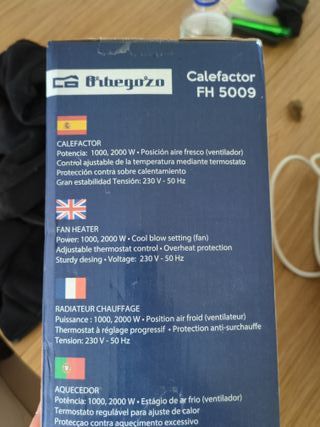 Orbegozo
Calefactor
FH 5009
CALEFACTOR
Potencia: 1000, 2000 W • Posición aire fresco (ventilador)
Control ajustable de la temperatura mediante termostato
Protección contra sobre calentamiento
Gran estabilidad Tensión: 230 V - 50 Hz
FAN HEATER
Power: 1000, 2000 W • Cool blow setting (fan)
Adjustable thermostat control • Overheat protection
Sturdy desing • Voltage: 230 V - 50 Hz
RADIATEUR CHAUFFAGE
Puissance : 1000, 2000 W • Position air froid (ventilateur)
Thermostat à réglage progressif • Protection anti-surchauffe
Tension: 230 V - 50 Hz
AQUECEDOR
Potência: 1000, 2000 W • Estágio de ar frio (ventilador)
Termostato regulável para ajuste de calor
Protecçao contra aquecimento